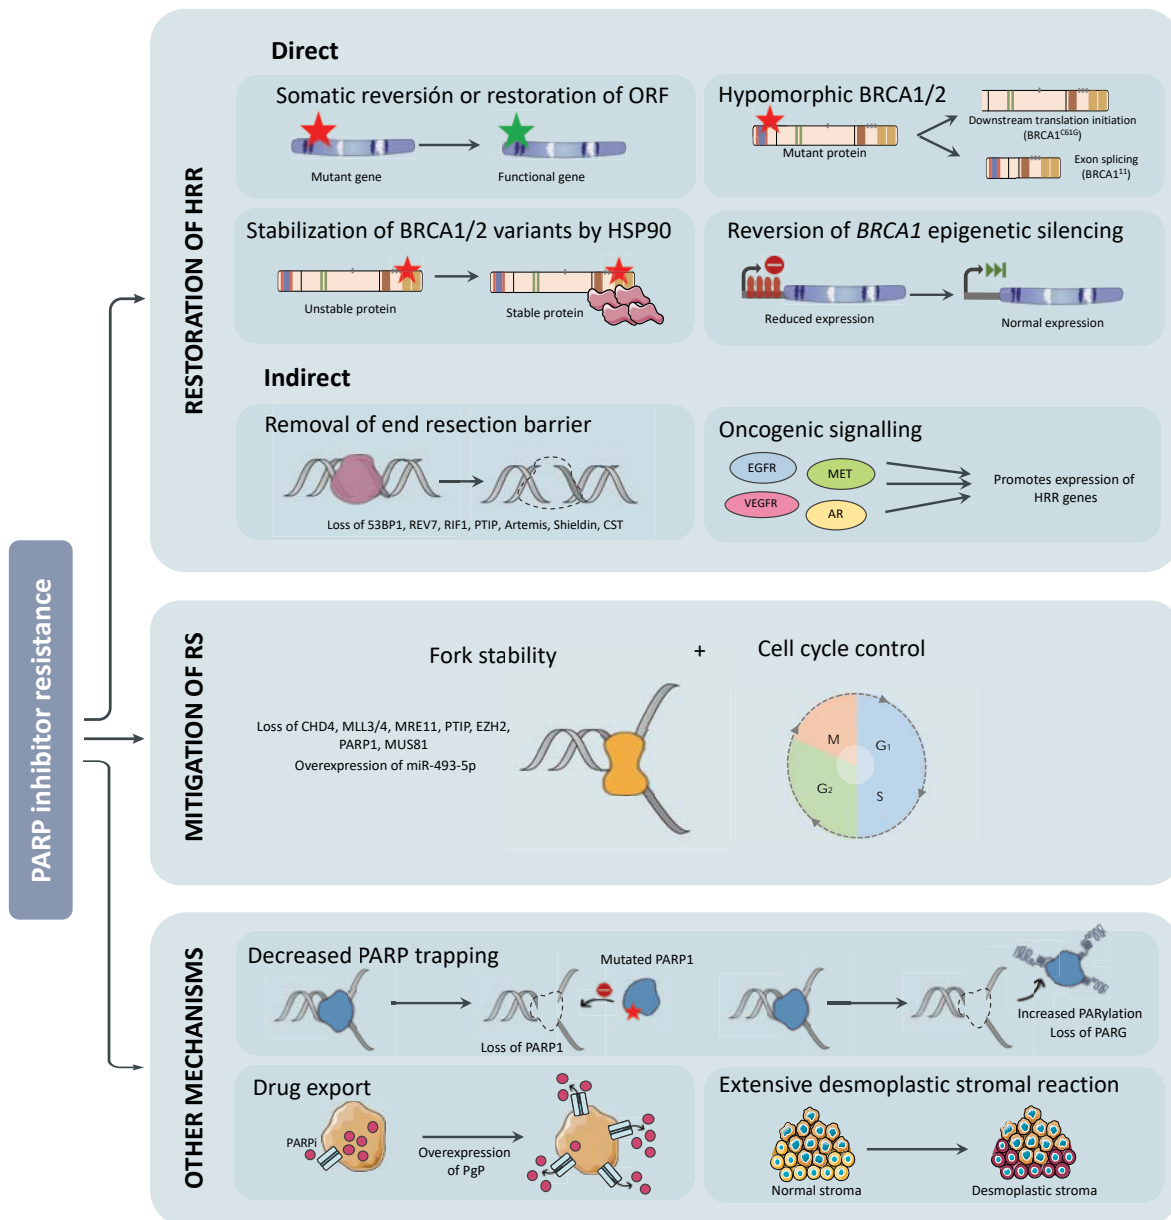 PARP inhibitor resistance
RESTORATION OF HRR
Direct
Somatic reversión or restoration of ORF
Mutant gene
Functional gene
Hypomorphic BRCA1/2
Mutant protein
Downstream translation initiation
(BRCA1C61G)
Exon splicing
(BRCA111)
Stabilization of BRCA1/2 variants by HSP90
Unstable protein
Stable protein
Reversion of BRCA1 epigenetic silencing
Reduced expression
Normal expression
Indirect
Removal of end resection barrier
Loss of 53BP1, REV7, RIF1, PTIP, Artemis, Shieldin, CST
Oncogenic signalling
EGFR
MET
VEGFR
AR
Promotes expression of
HRR genes
MITIGATION OF RS
Fork stability
+
Cell cycle control
Loss of CHD4, MLL3/4, MRE11, PTIP, EZH2,
PARP1, MUS81
Overexpression of miR-493-5p
M
G1
G2
S
OTHER MECHANISMS
Decreased PARP trapping
Mutated PARP1
Loss of PARP1
Increased PARylation
Loss of PARG
Drug export
PARPi
Overexpression
of PgP
Extensive desmoplastic stromal reaction
Normal stroma
Desmoplastic stroma